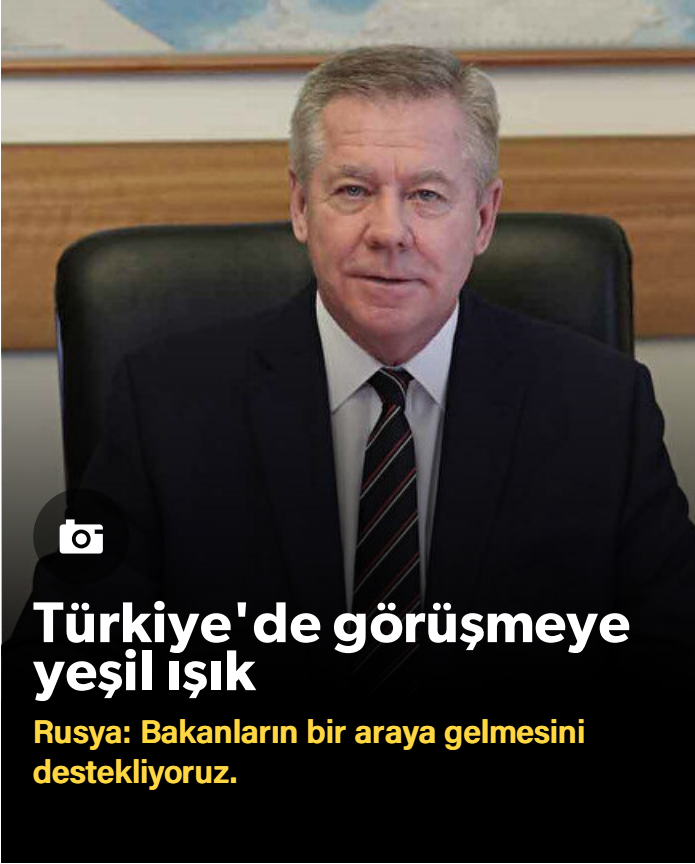 Türkiye'de görüşmeye
yeşil ışık
Rusya: Bakanların bir araya gelmesini
destekliyoruz.